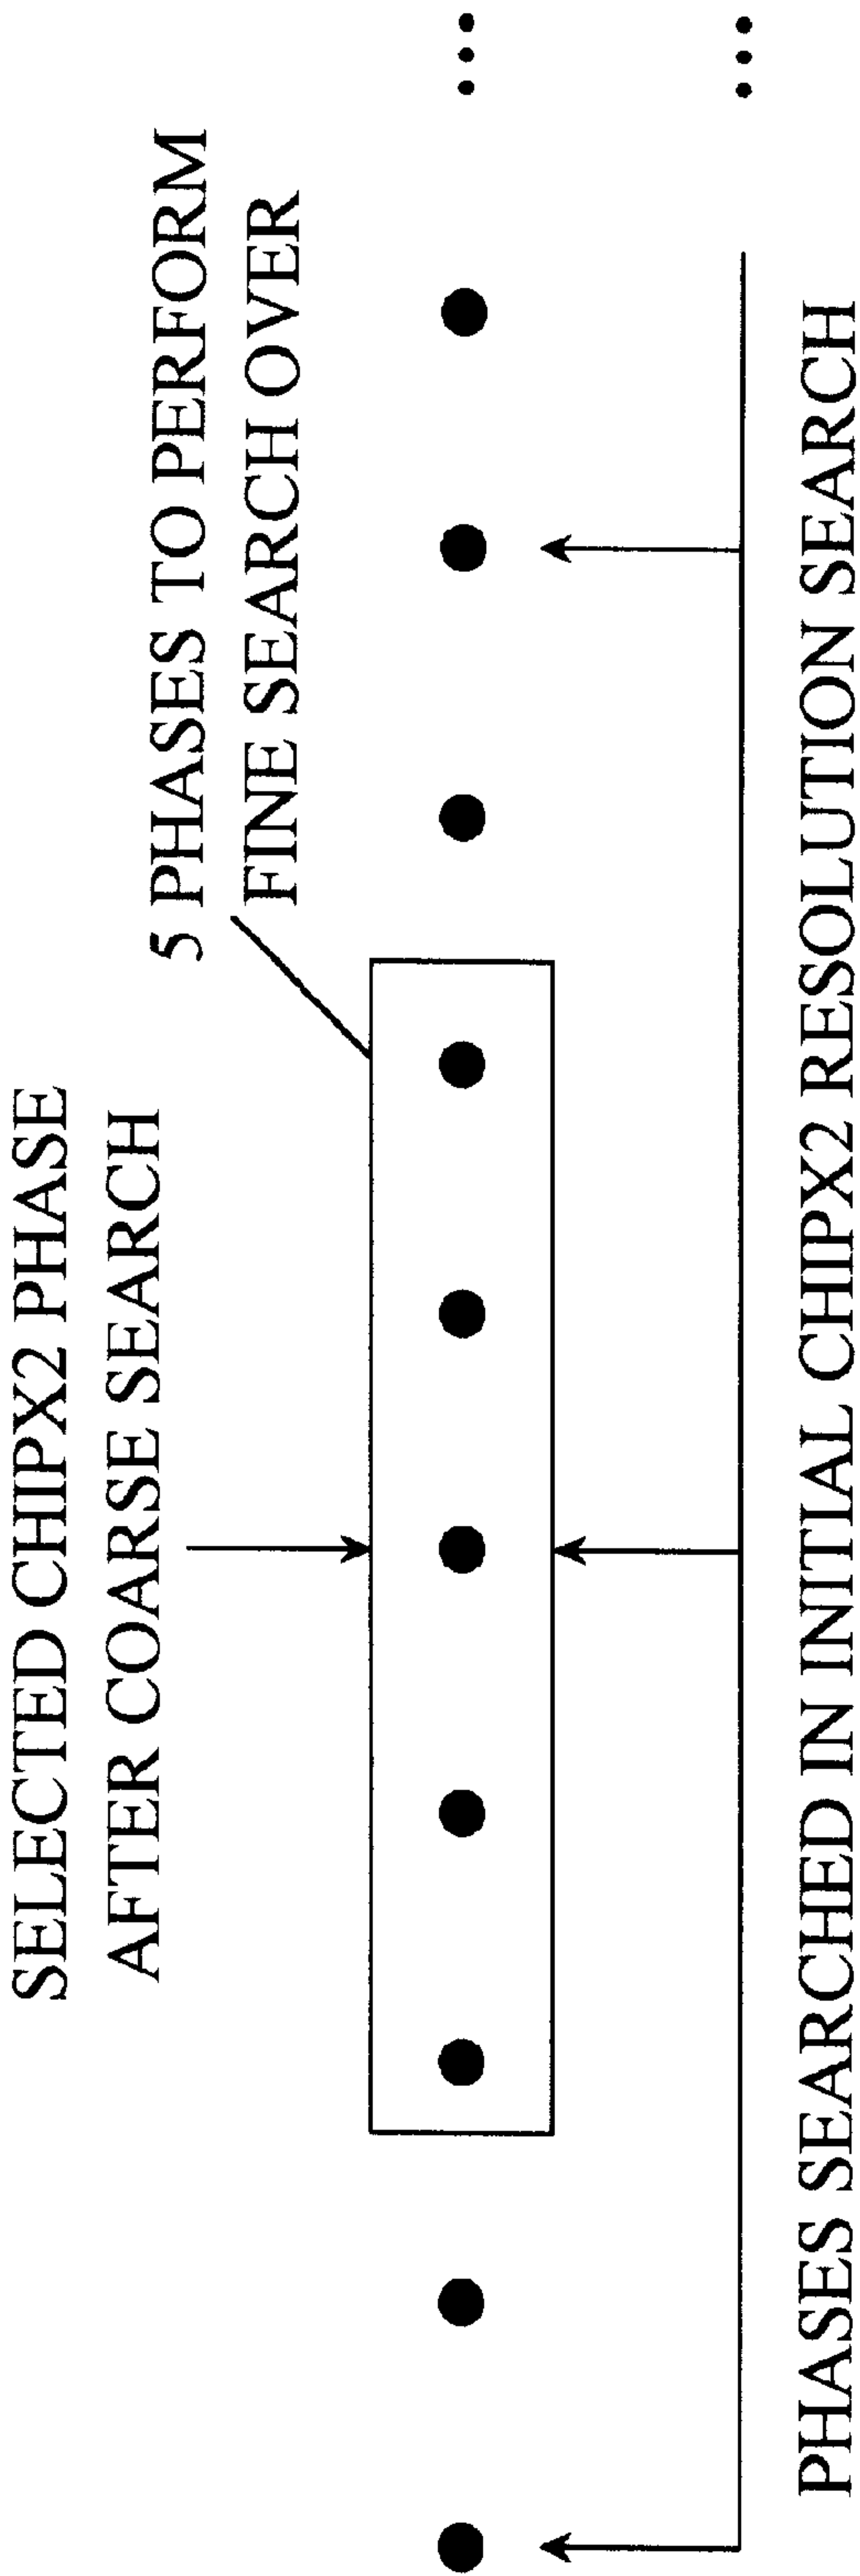 SELECTED CHIPX2 PHASE
AFTER COARSE SEARCH
5 PHASES TO PERFORM
FINE SEARCH OVER
PHASES SEARCHED IN INITIAL CHIPX2 RESOLUTION SEARCH